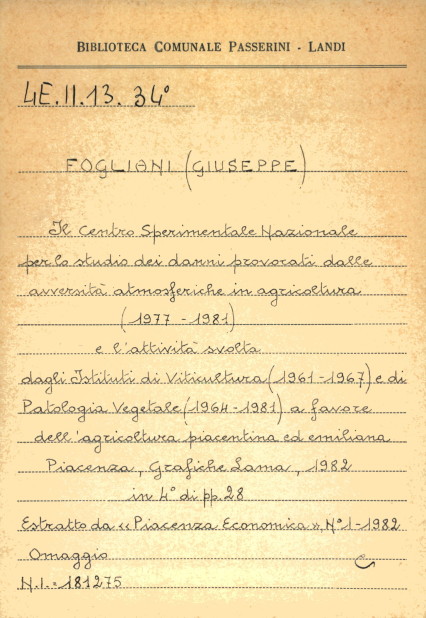 BIBLIOTECA COMUNALE PASSERINI - LANDI
4E.II.13.34°
FOGLIANI (GIUSEPPE)
Il Centro Sperimentale Nazionale
per lo studio dei danni provocati dalle
avversità atmosferiche in agricoltura
(1977 - 1981)
e l'attività svolta
dagli Istituti di Viticultura (1961 - 1967) e di
Patologia Vegetale (1964 - 1981) a favore
dell'agricoltura piacentina ed emiliana
Piacenza, Grafiche Lama, 1982
in 4° di pp. 28
Estratto da «Piacenza Economica», N°1 - 1982
Omaggio
N.I. = 181275